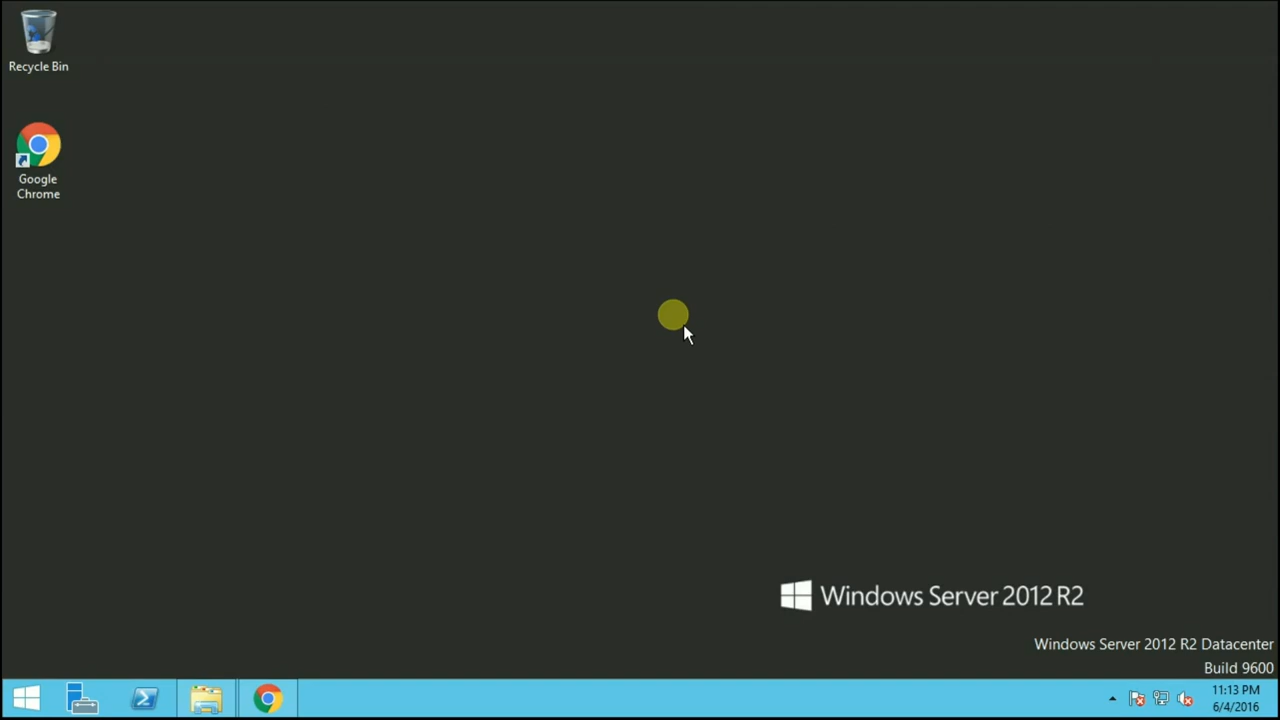 Recycle Bin
Google
Chrome
Windows Server 2012 R2
Windows Server 2012 R2 Datacenter
Build 9600
11:13 PM
6/4/2016